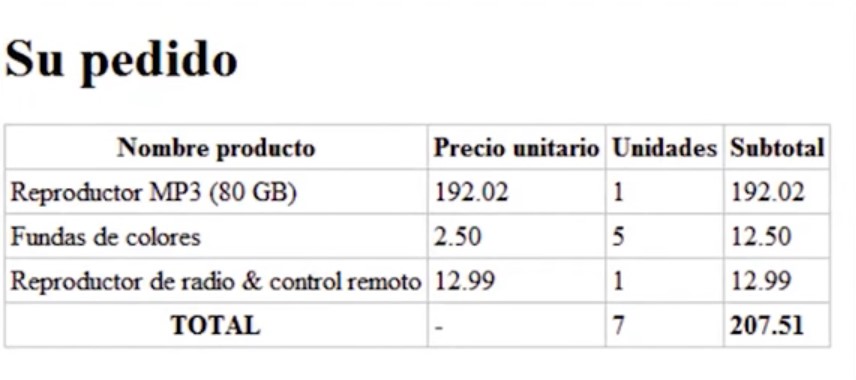 Su pedido
Nombre producto Precio unitario Unidades Subtotal
Reproductor MP3 (80 GB) 192.02 1 192.02
Fundas de colores 2.50 5 12.50
Reproductor de radio & control remoto 12.99 1 12.99
TOTAL - 7 207.51